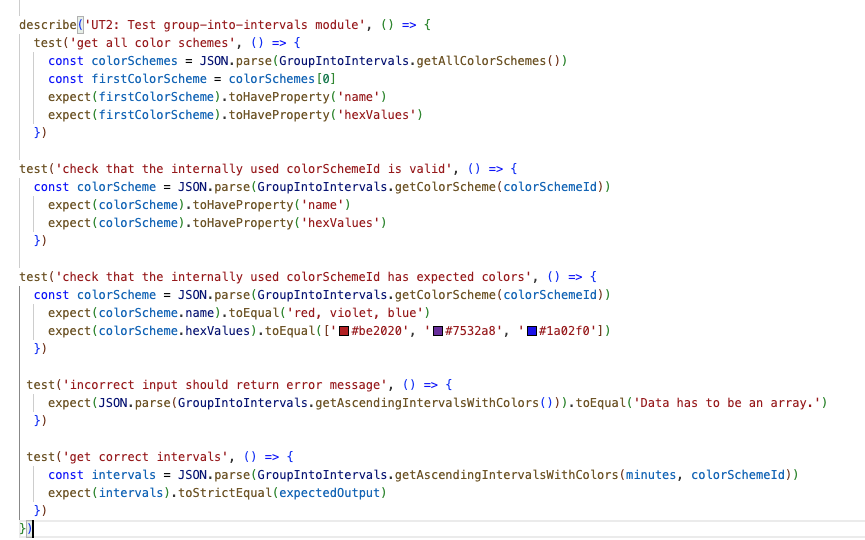 describe('UT2: Test group-into-intervals module', () => {
  test('get all color schemes', () => {
    const colorSchemes = JSON.parse(GroupIntoIntervals.getAllColorSchemes())
    const firstColorScheme = colorSchemes[0]
    expect(firstColorScheme).toHaveProperty('name')
    expect(firstColorScheme).toHaveProperty('hexValues')
  })
test('check that the internally used colorSchemeId is valid', () => {
  const colorScheme = JSON.parse(GroupIntoIntervals.getColorScheme(colorSchemeId))
    expect(colorScheme).toHaveProperty('name')
    expect(colorScheme).toHaveProperty('hexValues')
  })
test('check that the internally used colorSchemeId has expected colors', () => {
  const colorScheme = JSON.parse(GroupIntoIntervals.getColorScheme(colorSchemeId))
    expect(colorScheme.name).toEqual('red, violet, blue')
    expect(colorScheme.hexValues).toEqual(['#be2020', '#7532a8', '#1a02f0'])
  })
 test('incorrect input should return error message', () => {
    expect(JSON.parse(GroupIntoIntervals.getAscendingIntervalsWithColors())).toEqual('Data has to be an array.')
  })
 test('get correct intervals', () => {
    const intervals = JSON.parse(GroupIntoIntervals.getAscendingIntervalsWithColors(minutes, colorSchemeId))
    expect(intervals).toStrictEqual(expectedOutput)
  })
})